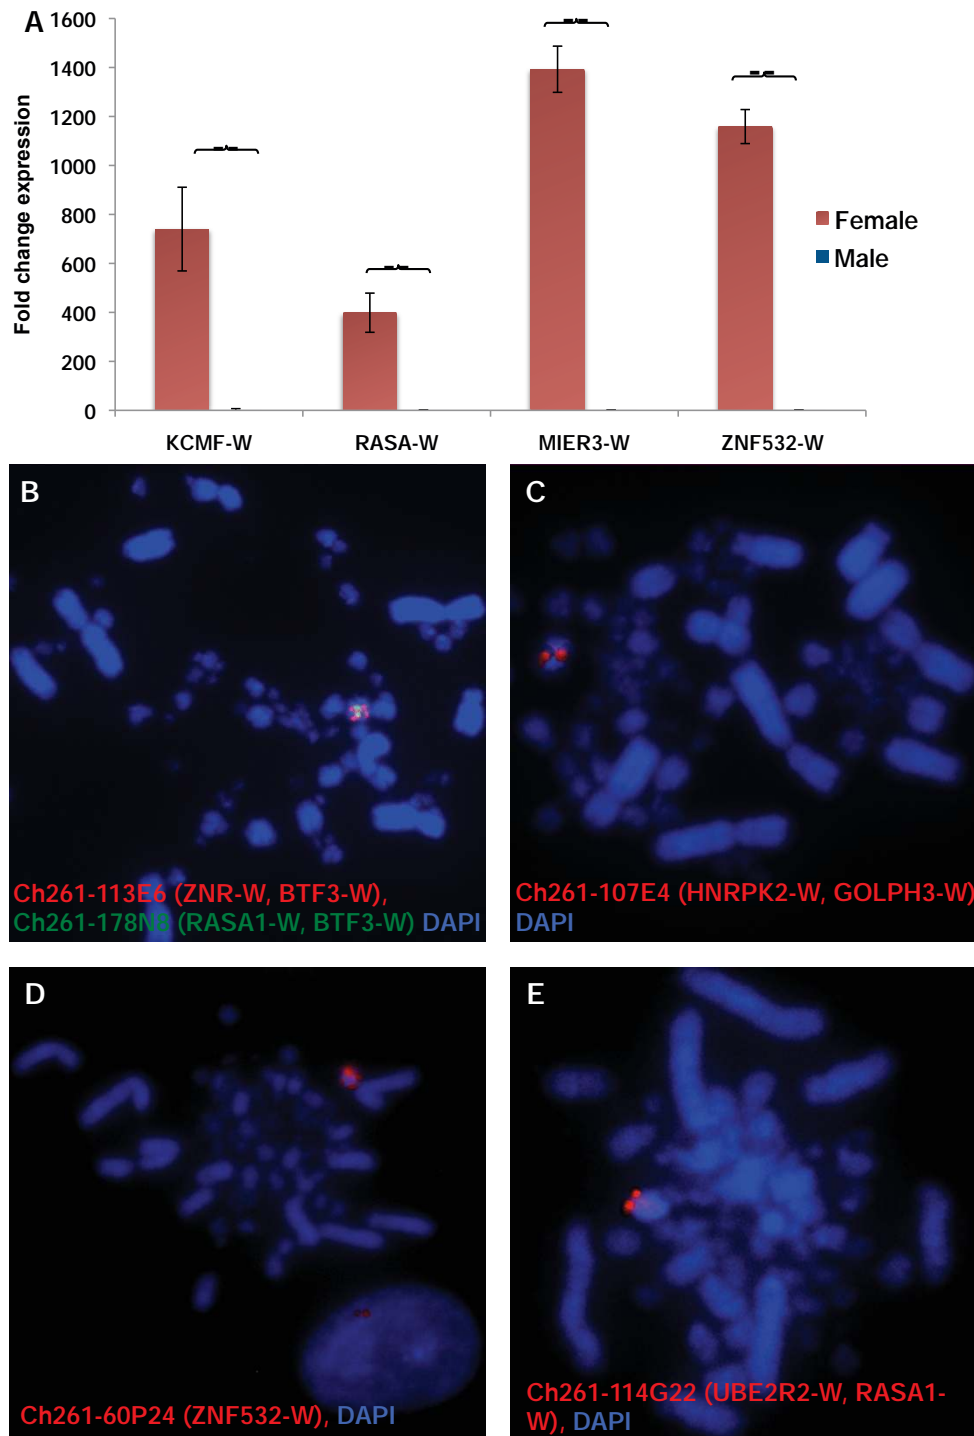 A
1600
1400
1200
1000
800
600
400
200
0
Fold change expression
KCMF-W RASA-W MIER3-W ZNF532-W
Female
Male
B
Ch261-113E6 (ZNR-W, BTF3-W),
Ch261-178N8 (RASA1-W, BTF3-W) DAPI
C
Ch261-107E4 (HNRPK2-W, GOLPH3-W)
DAPI
D
Ch261-60P24 (ZNF532-W), DAPI
E
Ch261-114G22 (UBE2R2-W, RASA1-
W), DAPI